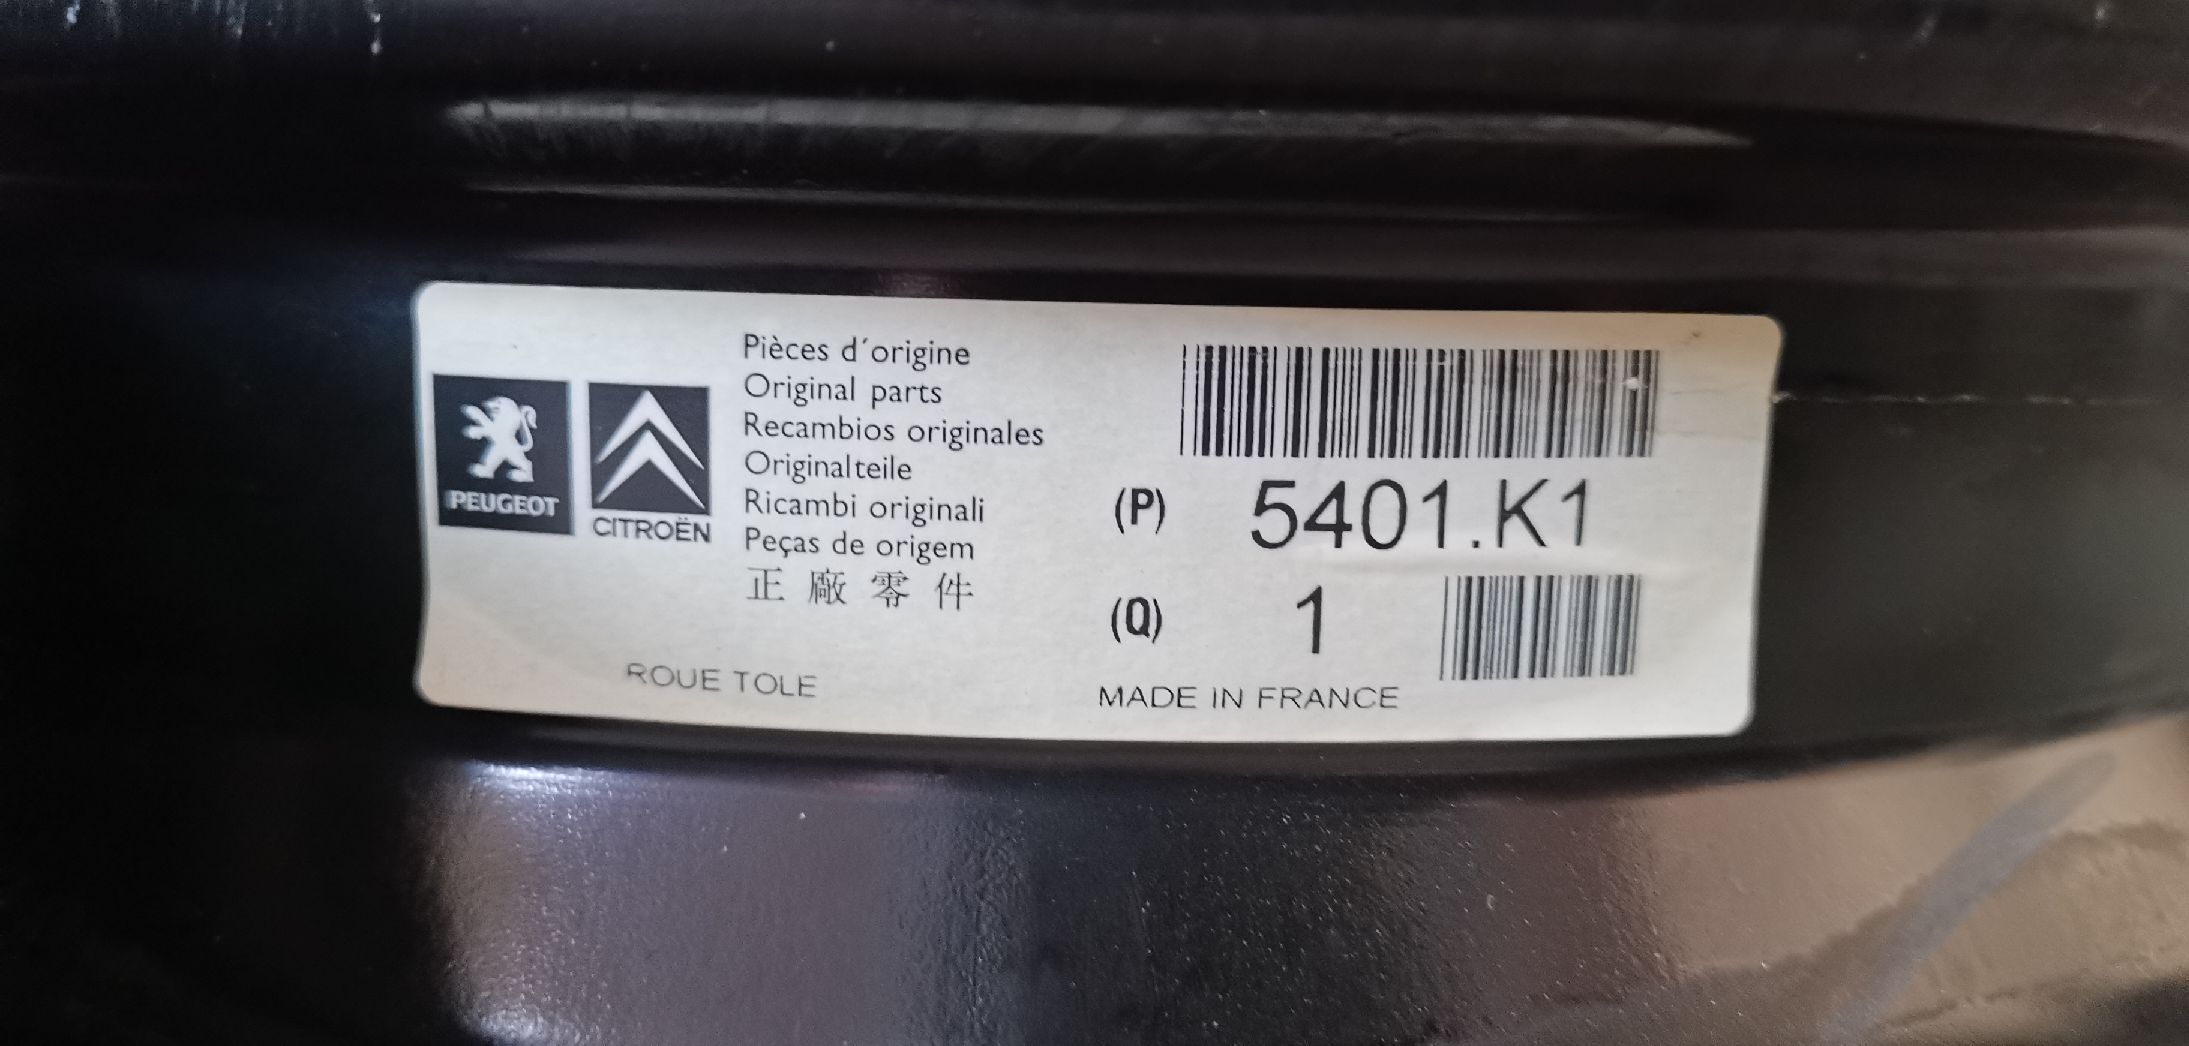 PEUGEOT
CITROËN
Pièces d´origine
Original parts
Recambios originales
Originalteile
Ricambi originali
Peças de origem
正廠零件
ROUE TOLE
(P) 5401.K1
(Q) 1
MADE IN FRANCE